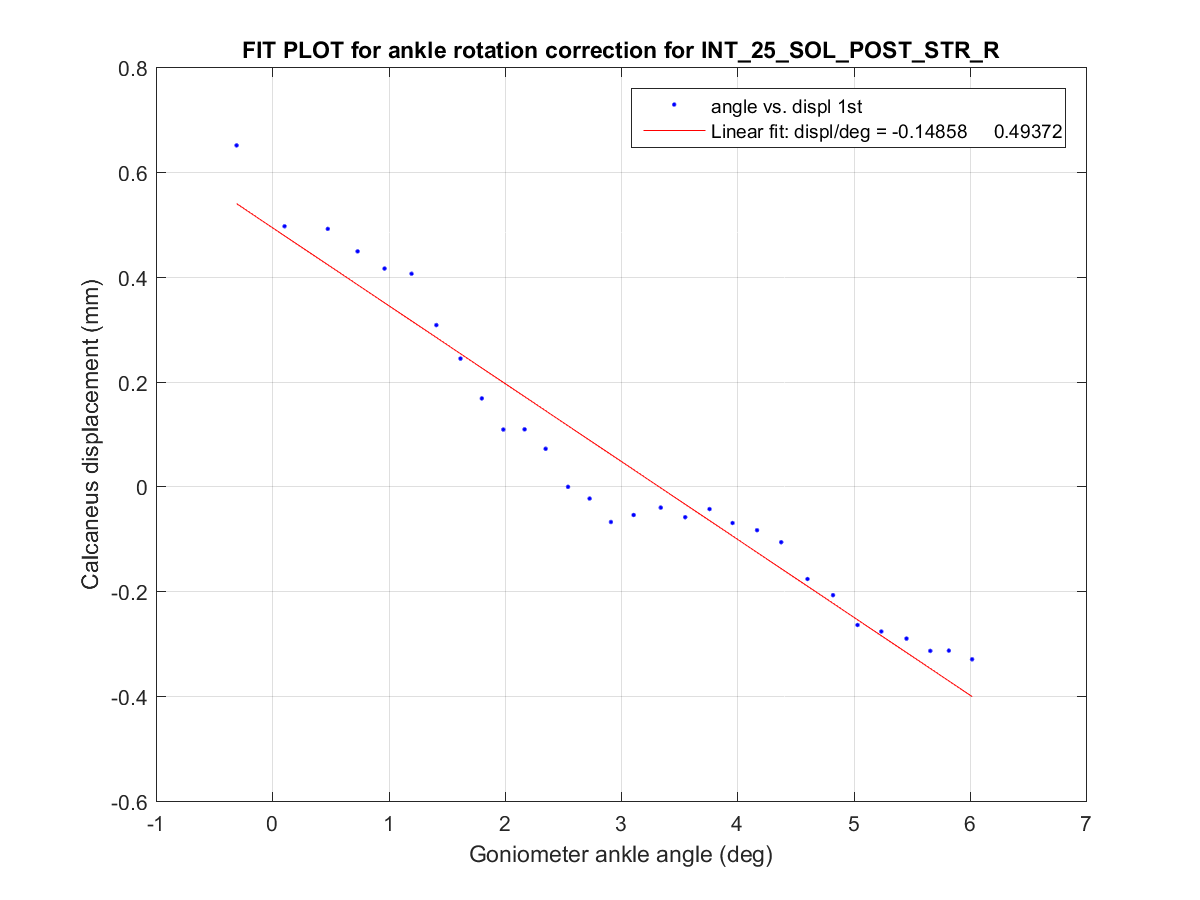 FIT PLOT for ankle rotation correction for INT_25_SOL_POST_STR_R
0.8
angle vs. displ 1st
Linear fit: displ/deg = -0.14858     0.49372
0.6
0.4
0.2
0
-0.2
-0.4
-0.6
Calcaneus displacement (mm)
-1 0 1 2 3 4 5 6 7
Goniometer ankle angle (deg)